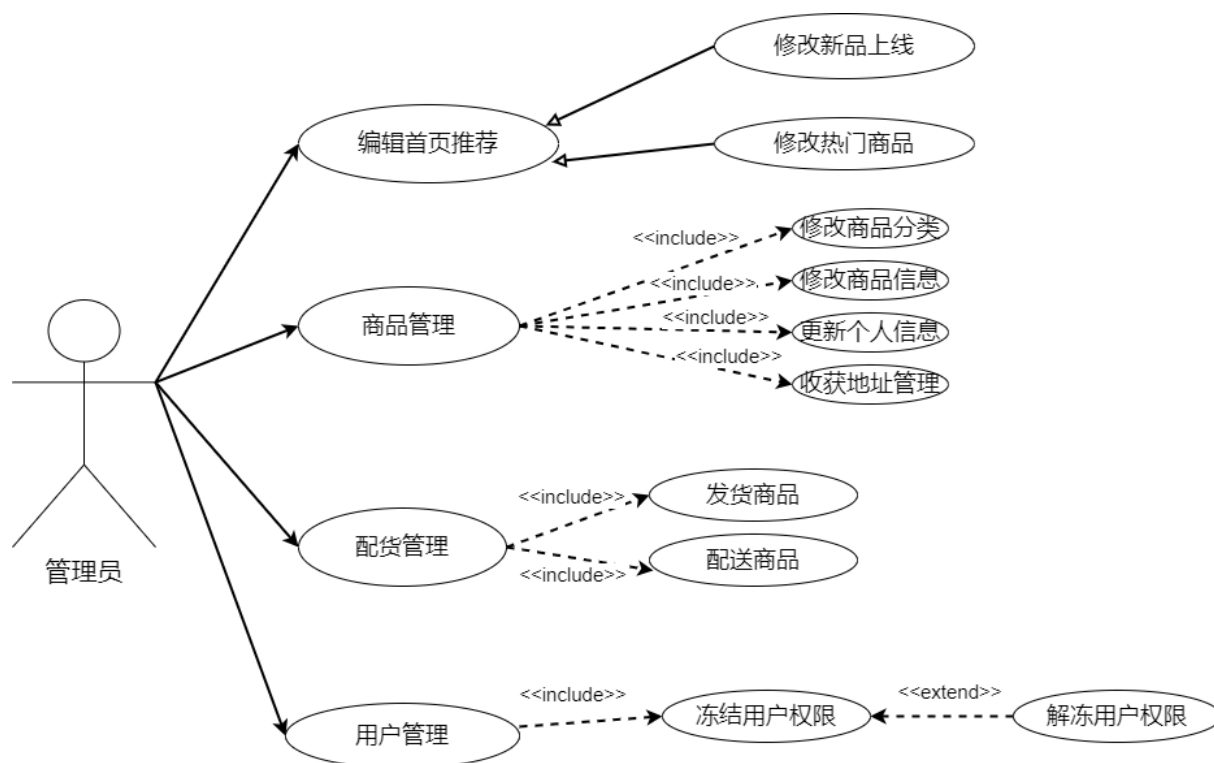 修改新品上线
编辑首页推荐
修改热门商品
<<include>>
修改商品分类
<<include>>
修改商品信息
商品管理
<<include>>
更新个人信息
<<include>>
收获地址管理
<<include>>
发货商品
配货管理
<<include>>
配送商品
管理员
<<include>>
<<extend>>
用户管理
冻结用户权限
解冻用户权限